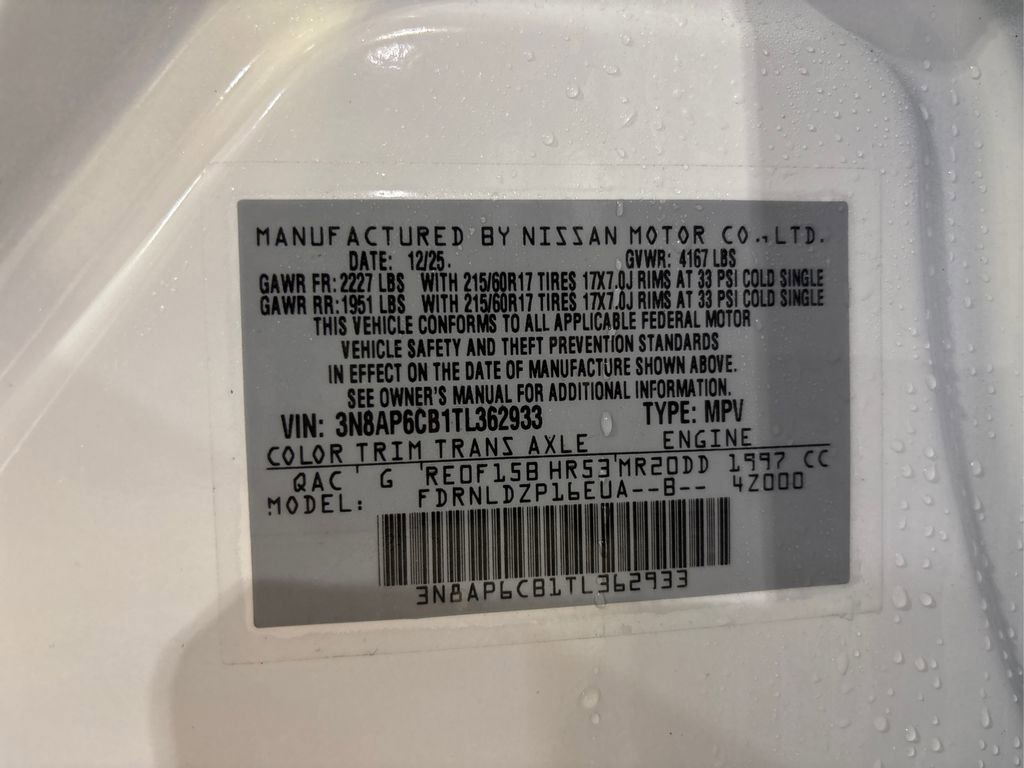 MANUFACTURED BY NISSAN MOTOR CO.,LTD.
DATE: 12/25. GVWR: 4167 LBS
GAWR FR: 2227 LBS WITH 215/60R17 TIRES 17X7.0J RIMS AT 33 PSI COLD SINGLE
GAWR RR: 1951 LBS WITH 215/60R17 TIRES 17X7.0J RIMS AT 33 PSI COLD SINGLE
THIS VEHICLE CONFORMS TO ALL APPLICABLE FEDERAL MOTOR
VEHICLE SAFETY AND THEFT PREVENTION STANDARDS
IN EFFECT ON THE DATE OF MANUFACTURE SHOWN ABOVE.
SEE OWNER'S MANUAL FOR ADDITIONAL INFORMATION.
VIN: 3N8AP6CB1TL362933 TYPE: MPV
COLOR TRIM TRANS AXLE ENGINE
QAC G RE0F15B HR53 MR20DD 1997 CC
MODEL: FDRNLDZP16EUA--B-- 4Z000
3N8AP6CB1TL362933